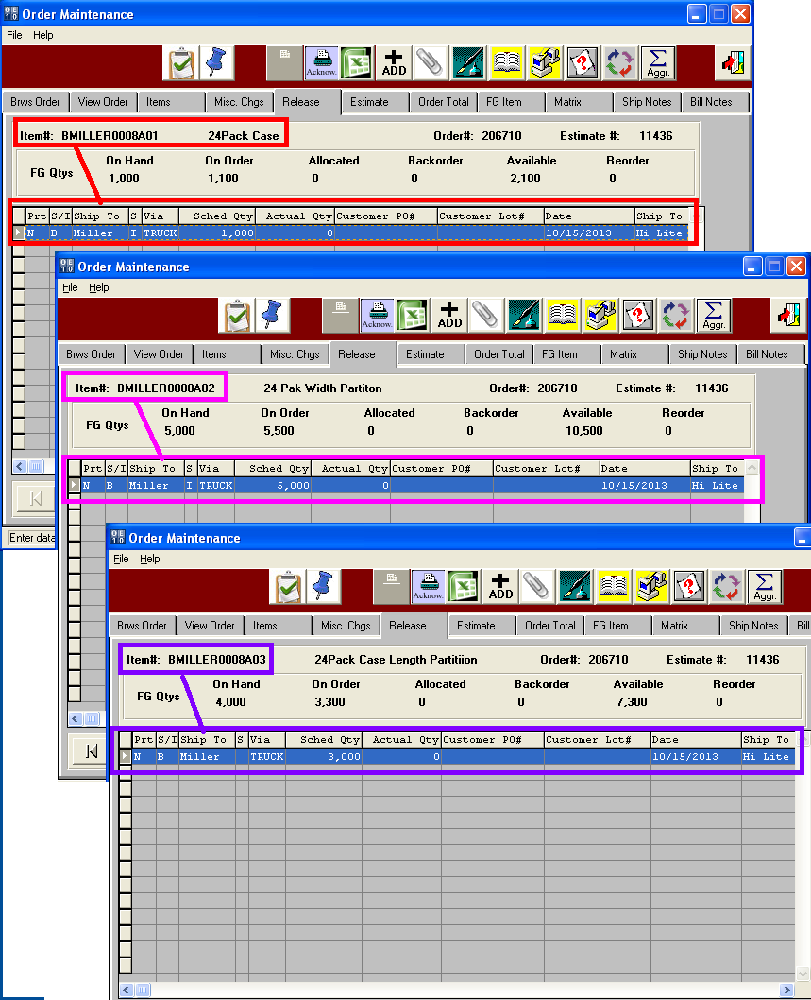 Order Maintenance
File Help
Acknow. ADD Aggr.
Brws Order View Order Items Misc. Chgs Release Estimate Order Total FG Item Matrix Ship Notes Bill Notes
Item#: BMILLER0008A01 24Pack Case Order#: 206710 Estimate #: 11436
On Hand On Order Allocated Backorder Available Reorder
FG Qtys 1,000 1,100 0 0 2,100 0
Prt S/I Ship To S Via Sched Qty Actual Qty Customer PO# Customer Lot# Date Ship To
N B Miller I TRUCK 1,000 0 10/15/2013 Hi Lite
Enter data
Order Maintenance
File Help
Acknow. ADD Aggr.
Brws Order View Order Items Misc. Chgs Release Estimate Order Total FG Item Matrix Ship Notes Bill Notes
Item#: BMILLER0008A02 24 Pak Width Partiton Order#: 206710 Estimate #: 11436
On Hand On Order Allocated Backorder Available Reorder
FG Qtys 5,000 5,500 0 0 10,500 0
Prt S/I Ship To S Via Sched Qty Actual Qty Customer PO# Customer Lot# Date Ship To
N B Miller I TRUCK 5,000 0 10/15/2013 Hi Lite
Order Maintenance
File Help
Acknow. ADD Aggr.
Brws Order View Order Items Misc. Chgs Release Estimate Order Total FG Item Matrix Ship Notes Bill
Item#: BMILLER0008A03 24Pack Case Length Partitiion Order#: 206710 Estimate #: 11436
On Hand On Order Allocated Backorder Available Reorder
FG Qtys 4,000 3,300 0 0 7,300 0
Prt S/I Ship To S Via Sched Qty Actual Qty Customer PO# Customer Lot# Date Ship To
N B Miller TRUCK 3,000 0 10/15/2013 Hi Lite